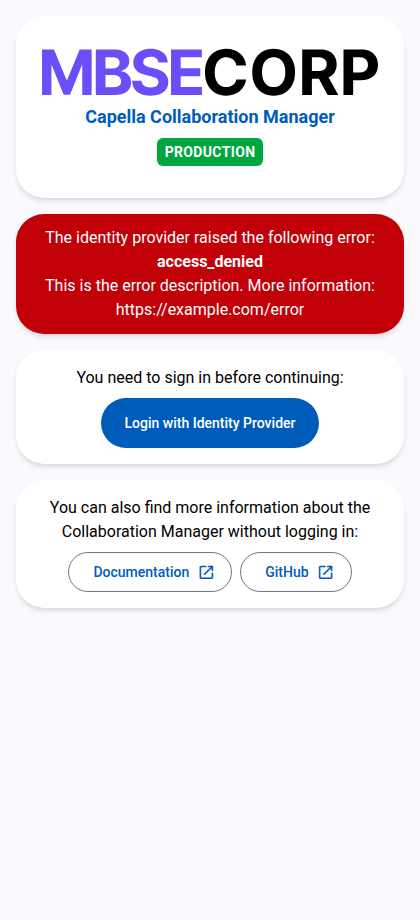 MBSECORP
Capella Collaboration Manager
PRODUCTION
The identity provider raised the following error:
access_denied
This is the error description. More information:
https://example.com/error
You need to sign in before continuing:
Login with Identity Provider
You can also find more information about the
Collaboration Manager without logging in:
Documentation
GitHub